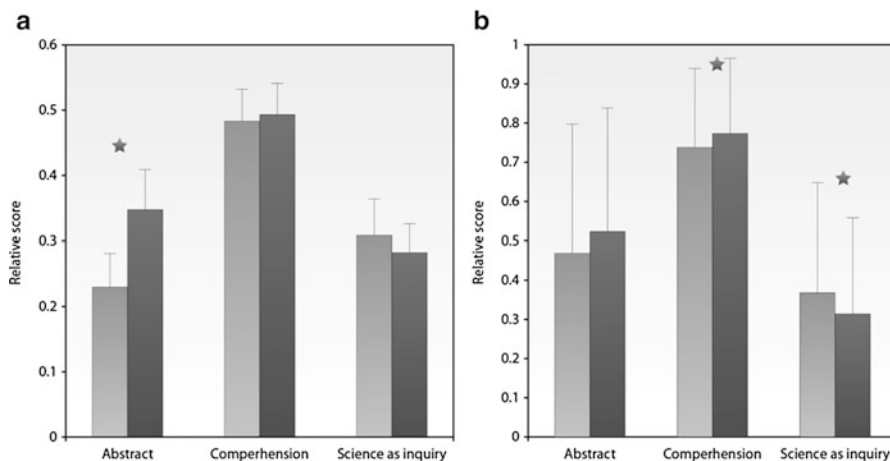 a
0.6
0.5
0.4
0.3
0.2
0.1
0
Relative score
Abstract
Comperhension
Science as inquiry
b
1
0.9
0.8
0.7
0.6
0.5
0.4
0.3
0.2
0.1
0
Relative score
Abstract
Comperhension
Science as inquiry